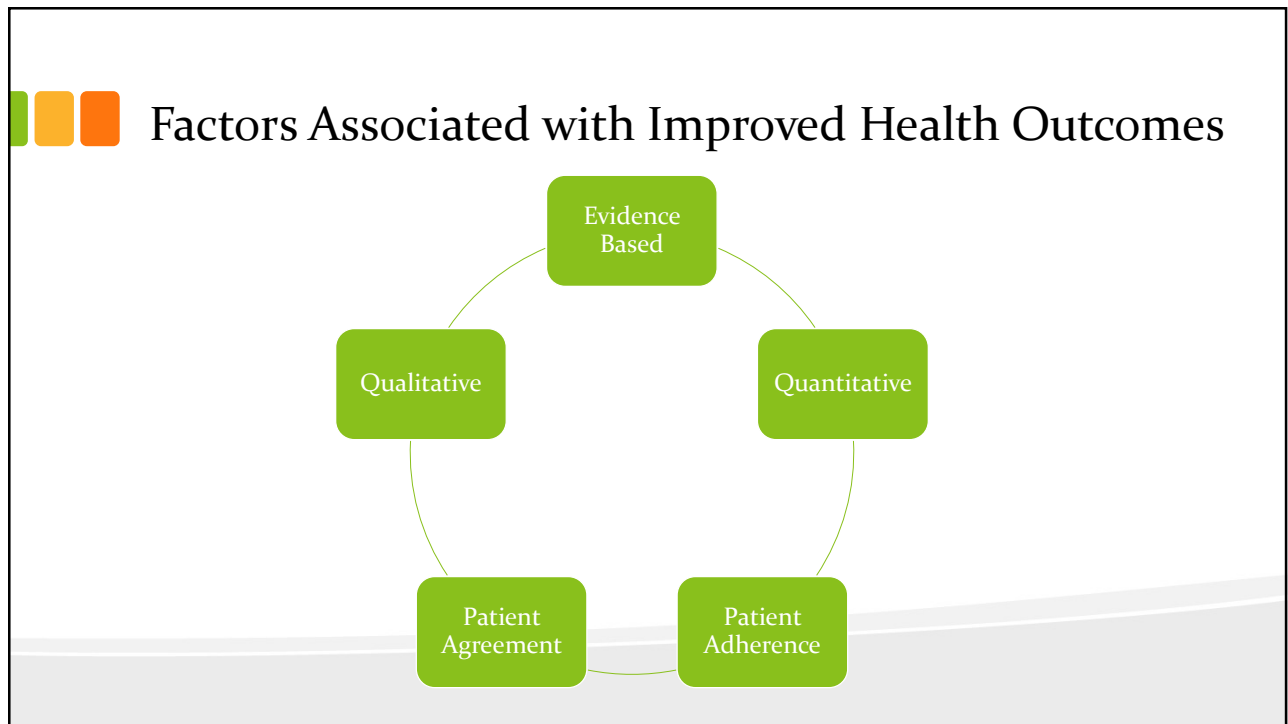 Factors Associated with Improved Health Outcomes
Evidence
Based
Qualitative
Quantitative
Patient
Agreement
Patient
Adherence